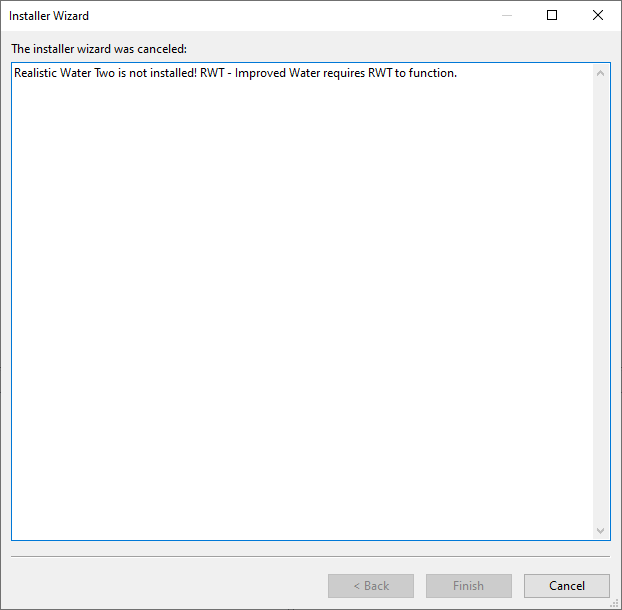 Installer Wizard
The installer wizard was canceled:
Realistic Water Two is not installed! RWT - Improved Water requires RWT to function.
< Back
Finish
Cancel